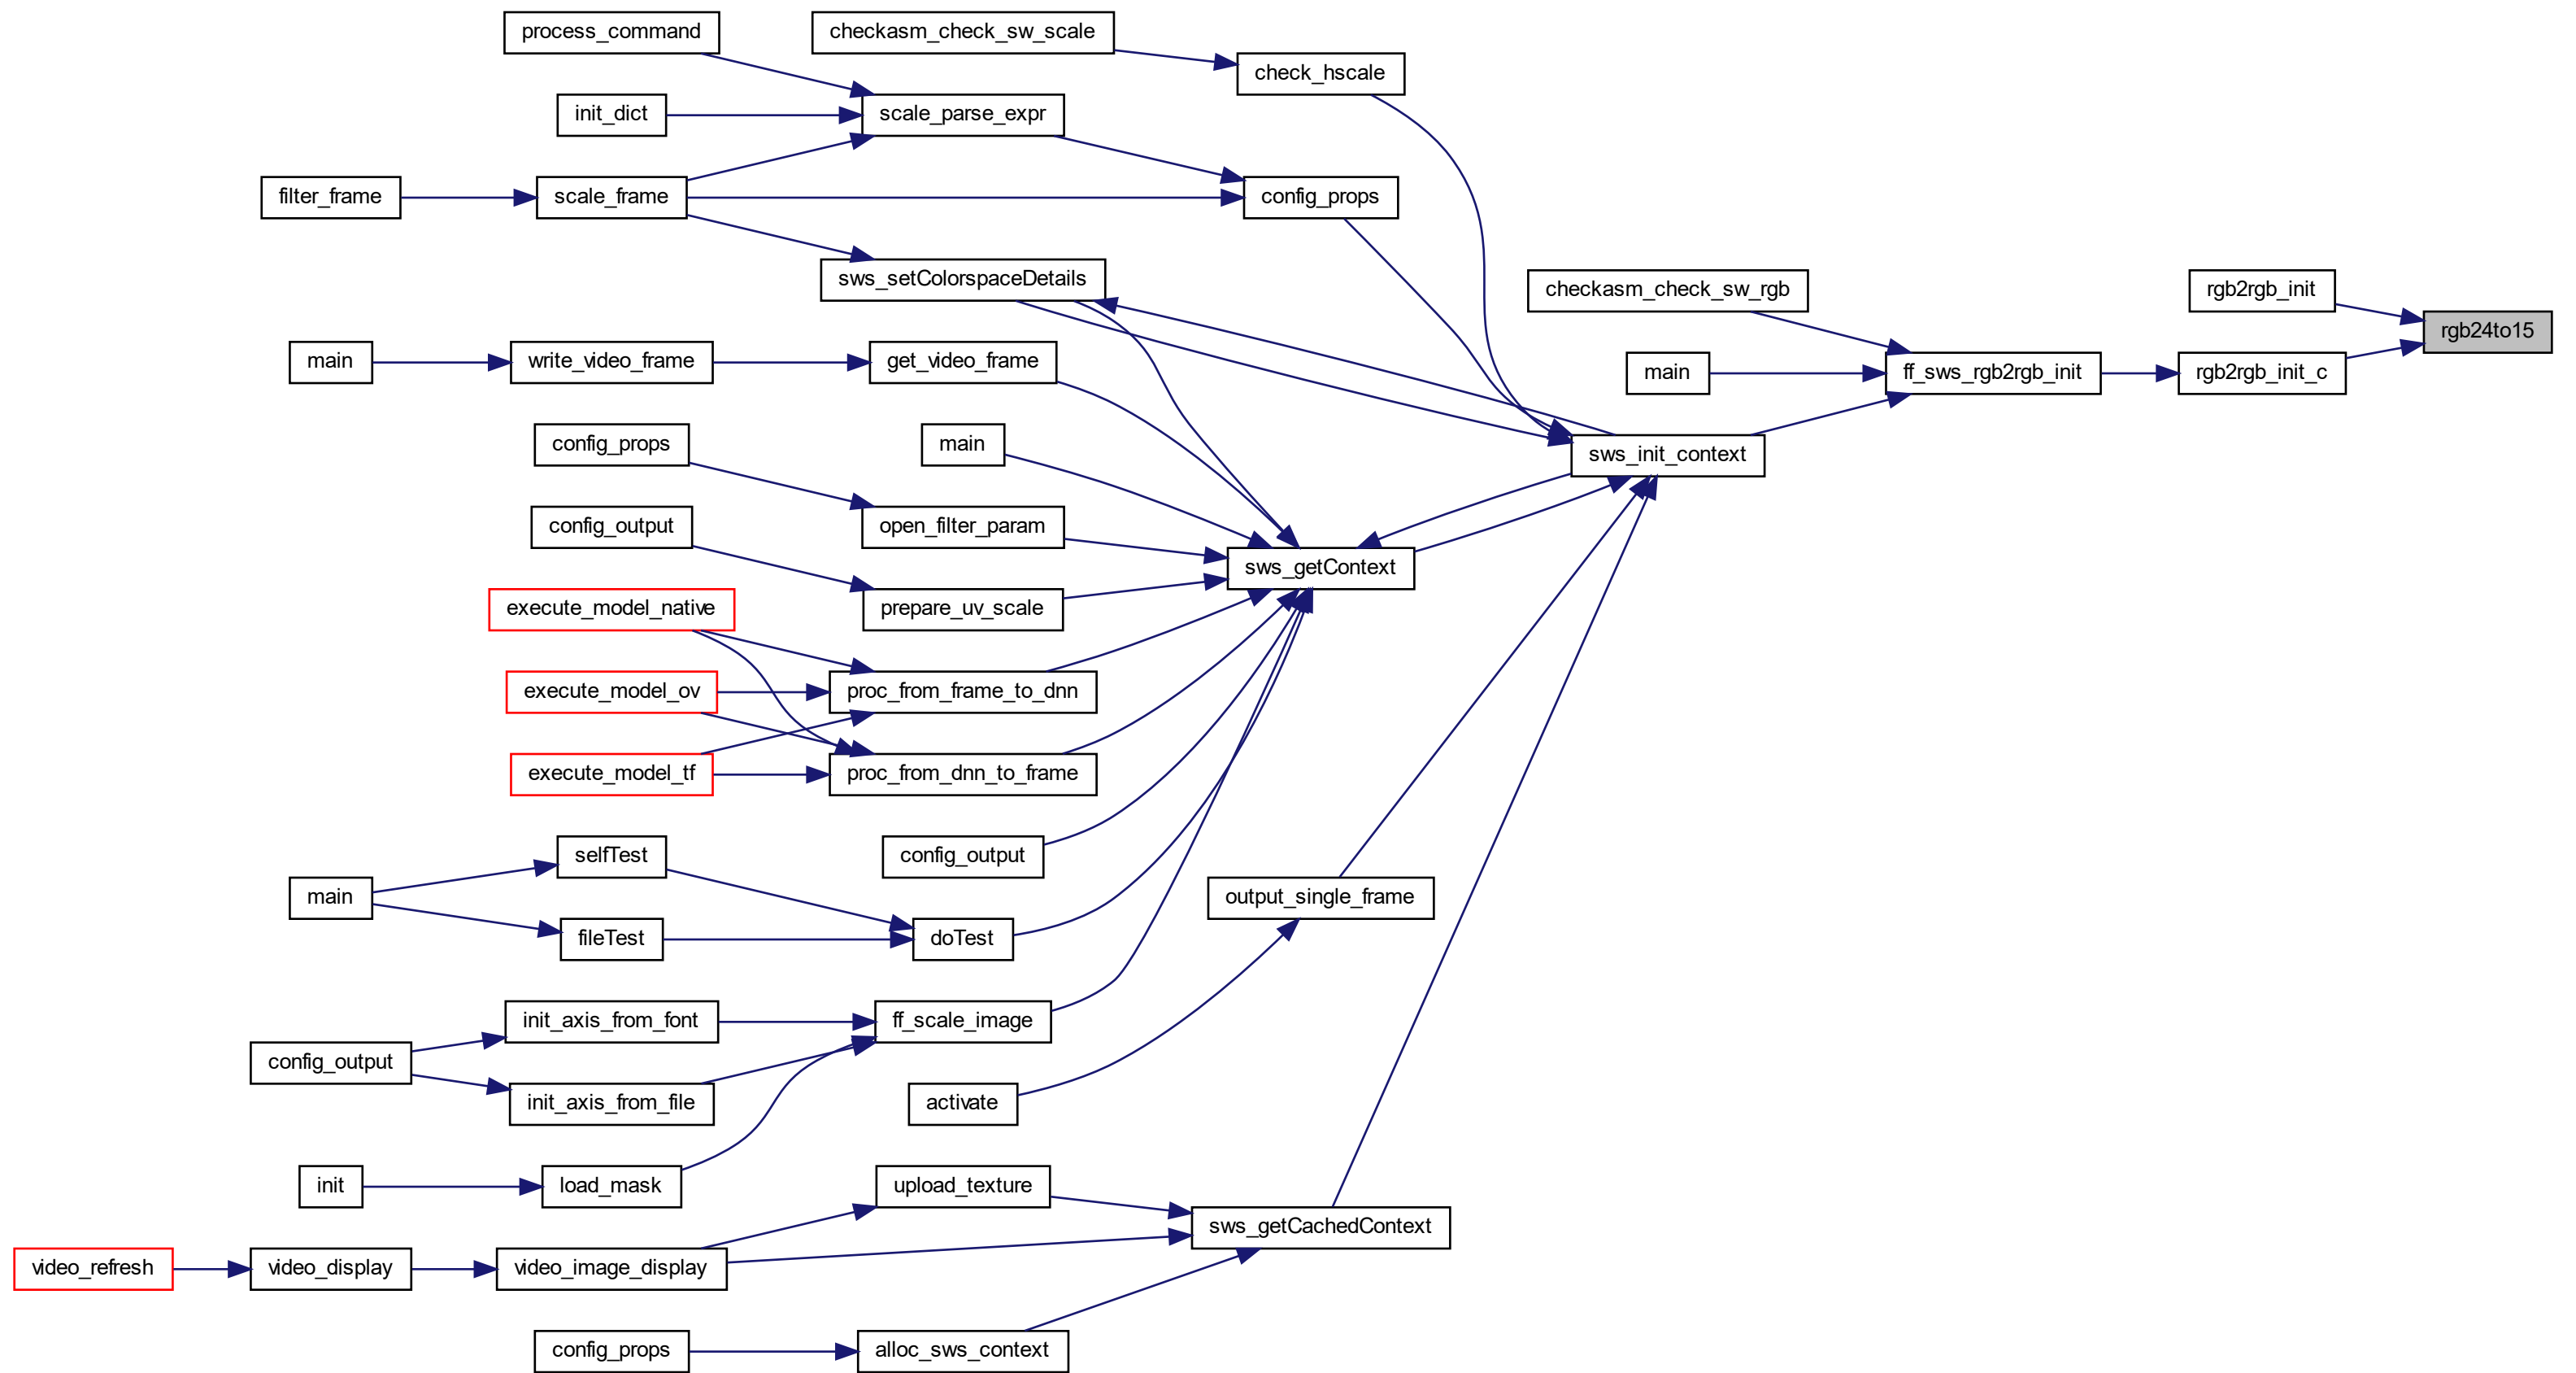 process_command
checkasm_check_sw_scale
check_hscale
init_dict
scale_parse_expr
filter_frame
scale_frame
config_props
sws_setColorspaceDetails
checkasm_check_sw_rgb
rgb2rgb_init
rgb24to15
main
write_video_frame
get_video_frame
main
ff_sws_rgb2rgb_init
rgb2rgb_init_c
config_props
main
sws_init_context
config_output
open_filter_param
sws_getContext
execute_model_native
prepare_uv_scale
execute_model_ov
proc_from_frame_to_dnn
execute_model_tf
proc_from_dnn_to_frame
selfTest
config_output
main
output_single_frame
fileTest
doTest
init_axis_from_font
ff_scale_image
config_output
init_axis_from_file
activate
init
load_mask
upload_texture
sws_getCachedContext
video_refresh
video_display
video_image_display
config_props
alloc_sws_context